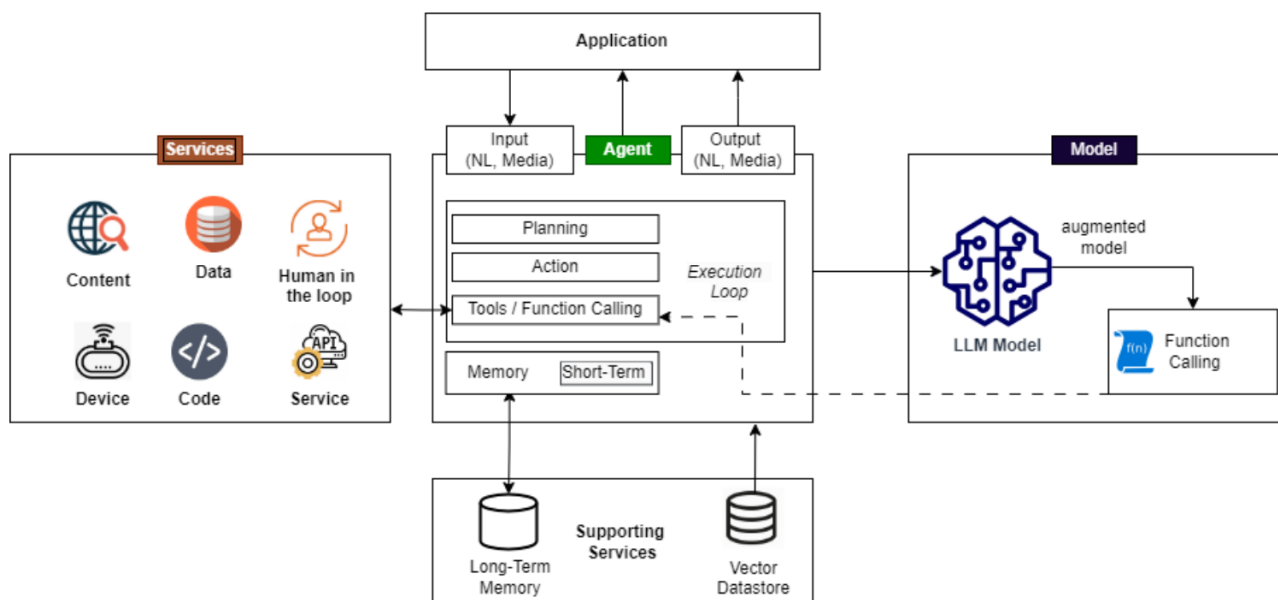 Application
Services
Content
Data
Human in
the loop
Device
Code
API
Service
Input
(NL, Media)
Agent
Output
(NL, Media)
Planning
Action
Tools / Function Calling
Execution
Loop
Memory
Short-Term
Model
LLM Model
augmented
model
f(n)
Function
Calling
Long-Term
Memory
Supporting
Services
Vector
Datastore